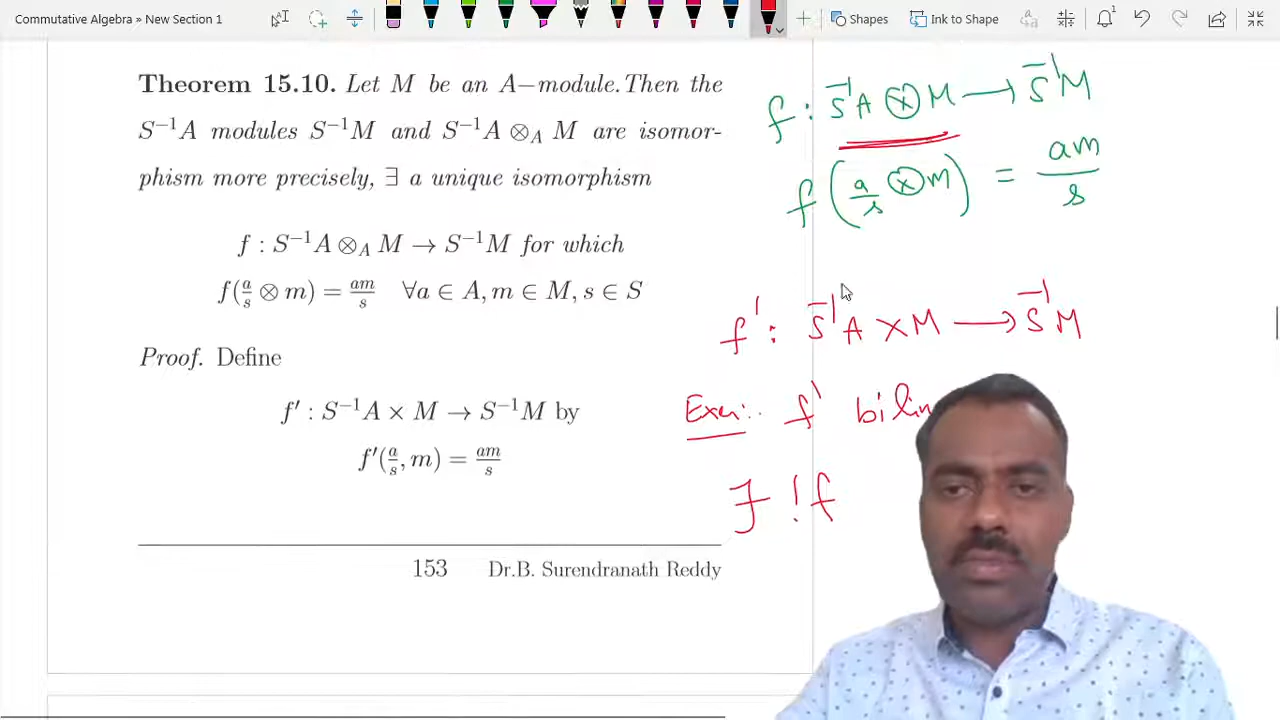 Commutative Algebra » New Section 1
Shapes
Ink to Shape
Theorem 15.10. Let M be an A−module.Then the
S⁻¹A modules S⁻¹M and S⁻¹A ⊗_A M are isomor-
phism more precisely, ∃ a unique isomorphism
f : S⁻¹A ⊗_A M → S⁻¹M for which
f(a/s ⊗ m) = am/s ∀a ∈ A, m ∈ M, s ∈ S
Proof. Define
f′ : S⁻¹A × M → S⁻¹M by
f′(a/s, m) = am/s
153 Dr.B. Surendranath Reddy
f : S⁻¹A ⊗ M → S⁻¹M
f(a/s ⊗ m) = am/s
f′ : S⁻¹A × M → S⁻¹M
Exer:. f′ bilin
∃ ! f